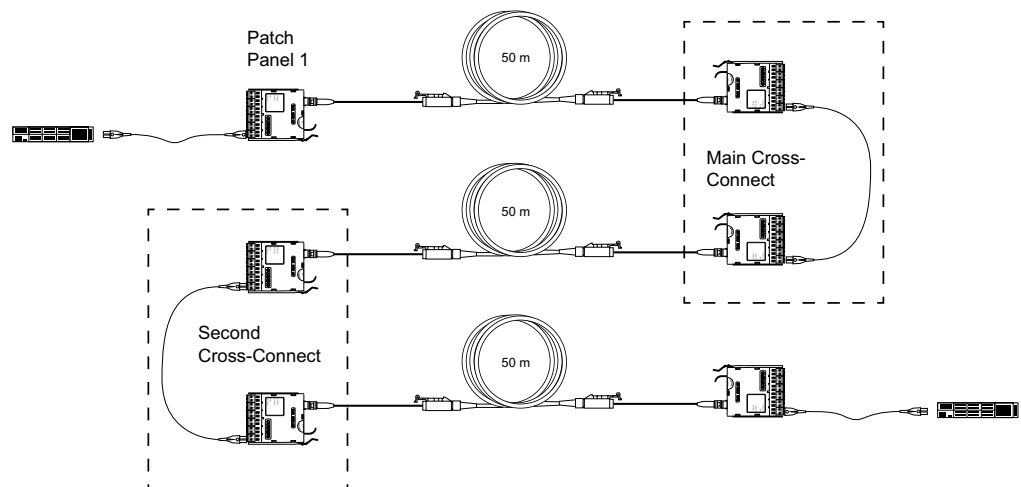 Patch
Panel 1
50 m
Main Cross-
Connect
50 m
Second
Cross-Connect
50 m